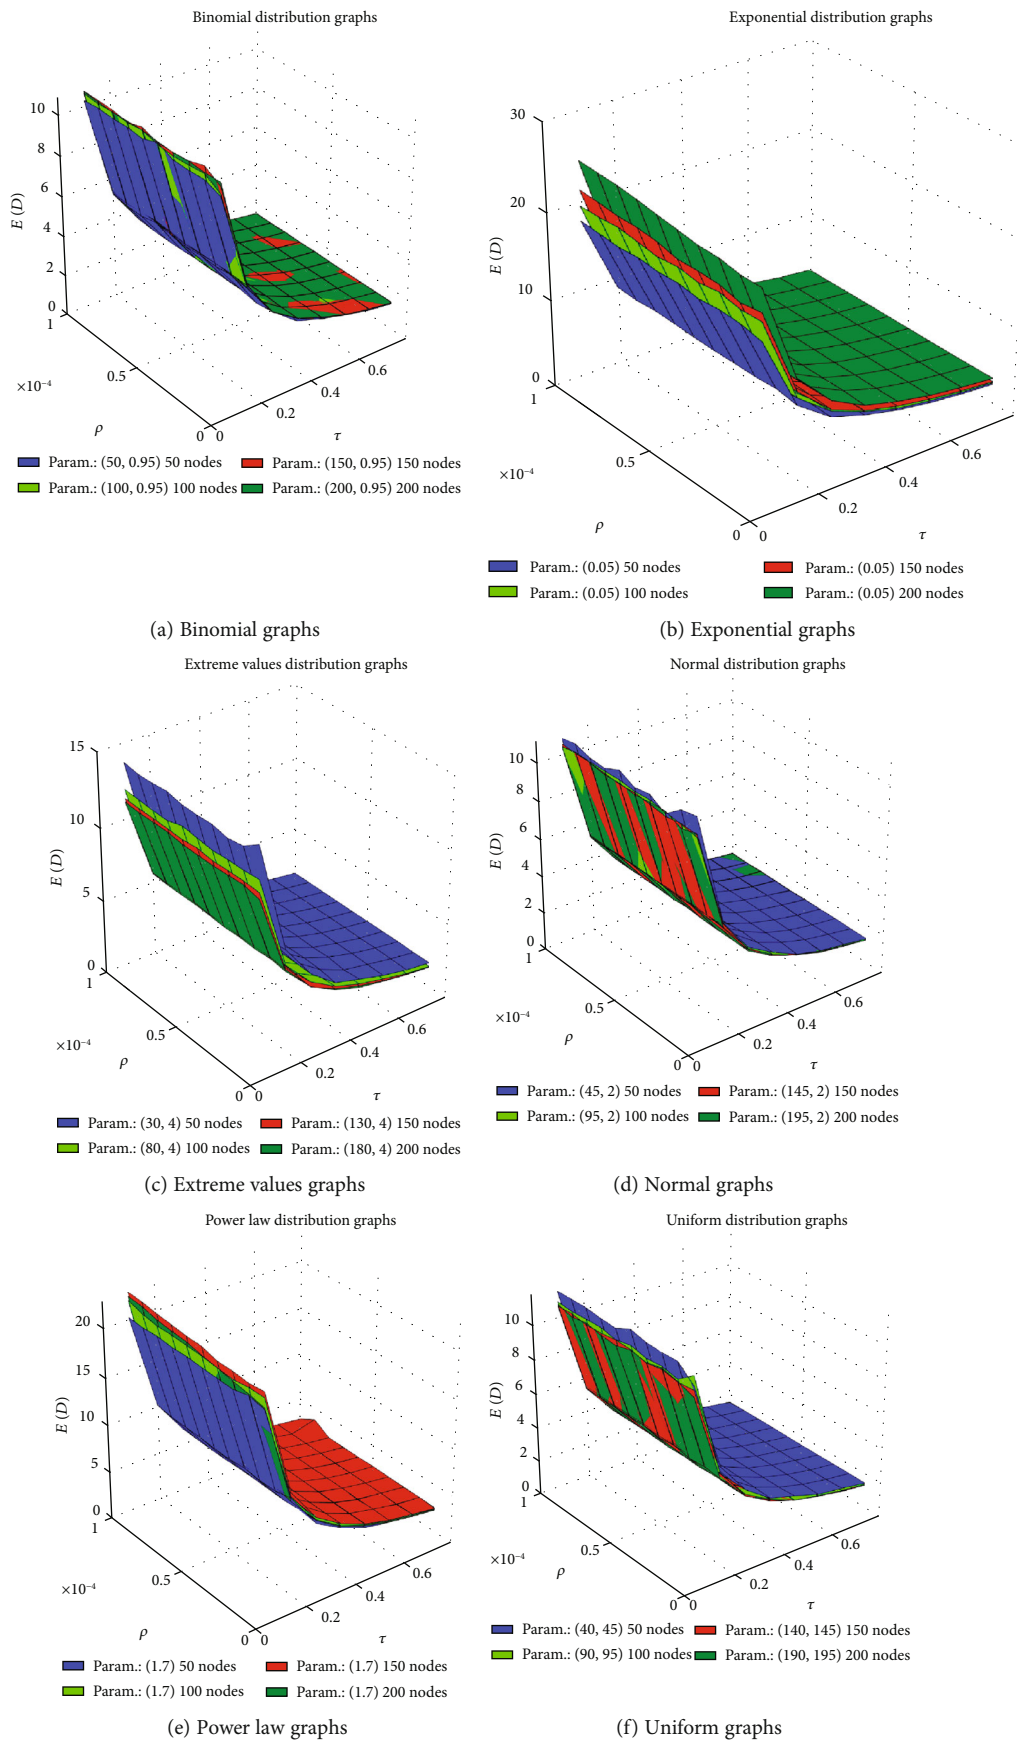 Binomial distribution graphs
10
8
6
4
2
0
E (D)
1
0.5
0
×10⁻⁴
ρ
0
0.2
0.4
0.6
τ
Param.: (50, 0.95) 50 nodes
Param.: (150, 0.95) 150 nodes
Param.: (100, 0.95) 100 nodes
Param.: (200, 0.95) 200 nodes
(a) Binomial graphs
Exponential distribution graphs
30
20
10
0
E (D)
1
0.5
0
×10⁻⁴
ρ
0
0.2
0.4
0.6
τ
Param.: (0.05) 50 nodes
Param.: (0.05) 150 nodes
Param.: (0.05) 100 nodes
Param.: (0.05) 200 nodes
(b) Exponential graphs
Extreme values distribution graphs
15
10
5
0
E (D)
1
0.5
0
×10⁻⁴
ρ
0
0.2
0.4
0.6
τ
Param.: (30, 4) 50 nodes
Param.: (130, 4) 150 nodes
Param.: (80, 4) 100 nodes
Param.: (180, 4) 200 nodes
(c) Extreme values graphs
Normal distribution graphs
10
8
6
4
2
0
E (D)
1
0.5
0
×10⁻⁴
ρ
0
0.2
0.4
0.6
τ
Param.: (45, 2) 50 nodes
Param.: (145, 2) 150 nodes
Param.: (95, 2) 100 nodes
Param.: (195, 2) 200 nodes
(d) Normal graphs
Power law distribution graphs
20
15
10
5
0
E (D)
1
0.5
0
×10⁻⁴
ρ
0
0.2
0.4
0.6
τ
Param.: (1.7) 50 nodes
Param.: (1.7) 150 nodes
Param.: (1.7) 100 nodes
Param.: (1.7) 200 nodes
(e) Power law graphs
Uniform distribution graphs
10
8
6
4
2
0
E (D)
1
0.5
0
×10⁻⁴
ρ
0
0.2
0.4
0.6
τ
Param.: (40, 45) 50 nodes
Param.: (140, 145) 150 nodes
Param.: (90, 95) 100 nodes
Param.: (190, 195) 200 nodes
(f) Uniform graphs